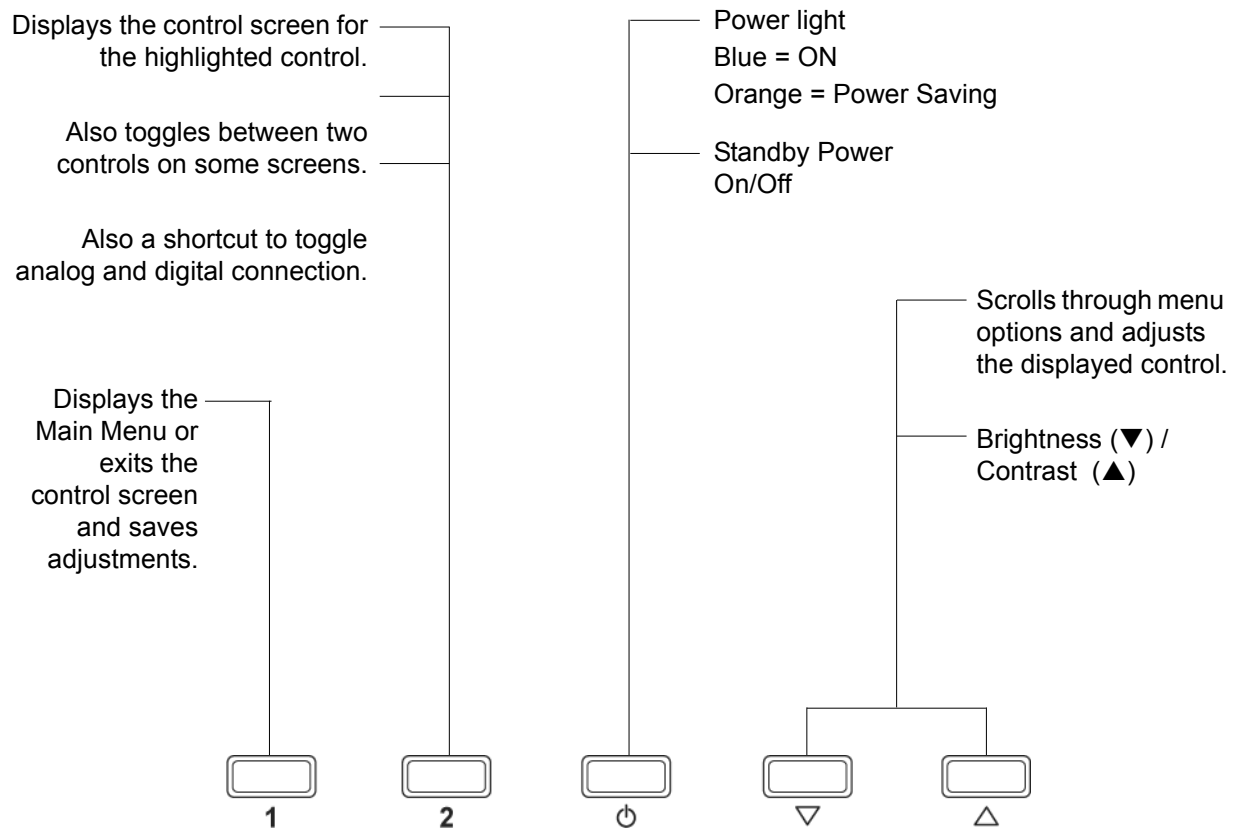 Displays the control screen for
the highlighted control.
Also toggles between two
controls on some screens.
Also a shortcut to toggle
analog and digital connection.
Displays the
Main Menu or
exits the
control screen
and saves
adjustments.
Power light
Blue = ON
Orange = Power Saving
Standby Power
On/Off
Scrolls through menu
options and adjusts
the displayed control.
Brightness (▼) /
Contrast (▲)
1 2 ⏻ ▽ △